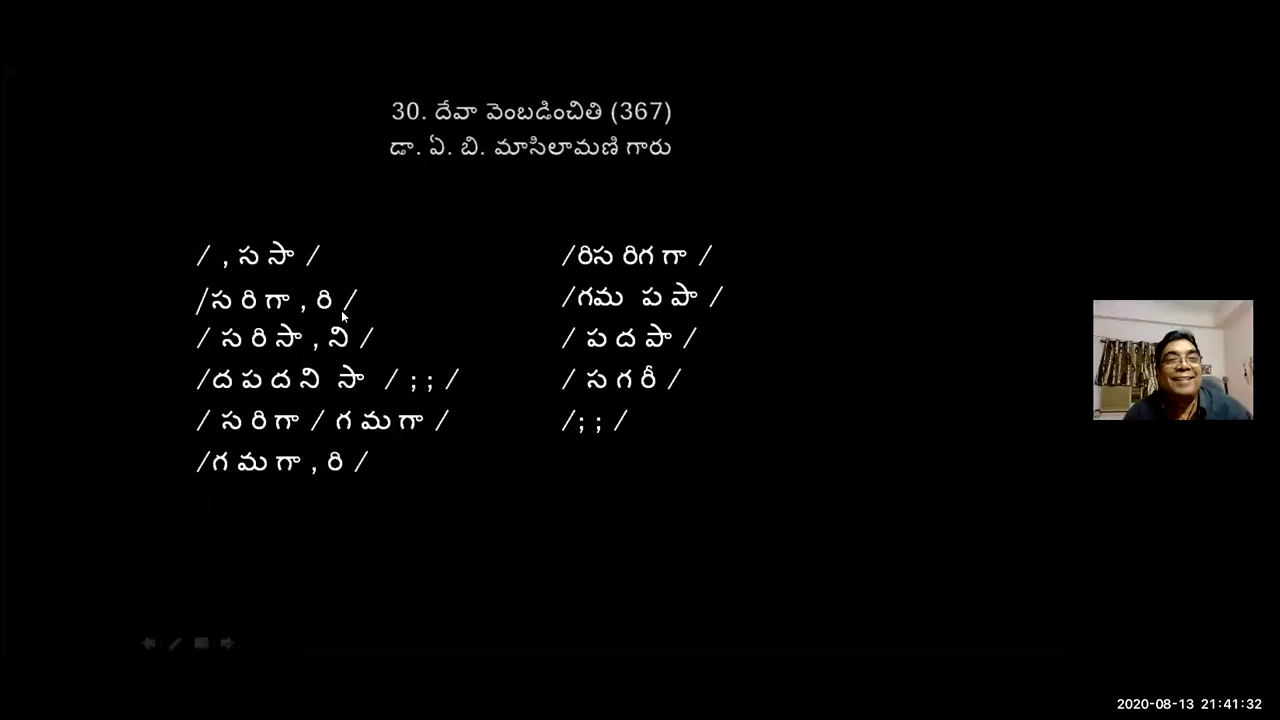 30. దేవా వెంబడించితి (367)
డా. ఏ. బి. మాసిలామణి గారు
/ , స సా /
/స రి గా , రి /
/ స రి సా , ని /
/ద ప ద ని సా / ; ; /
/ స రి గా / గ మ గా /
/గ మ గా , రి /
/రిస రిగ గా /
/గమ ప పా /
/ ప ద పా /
/ స గ రీ /
/; ; /
2020-08-13 21:41:32